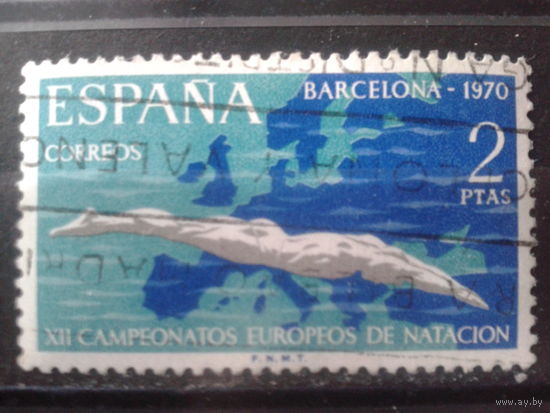 ESPAÑA
BARCELONA - 1970
CORREOS
2
PTAS
XII CAMPEONATOS EUROPEOS DE NATACION
F.N.M.T.
© www.ay.by